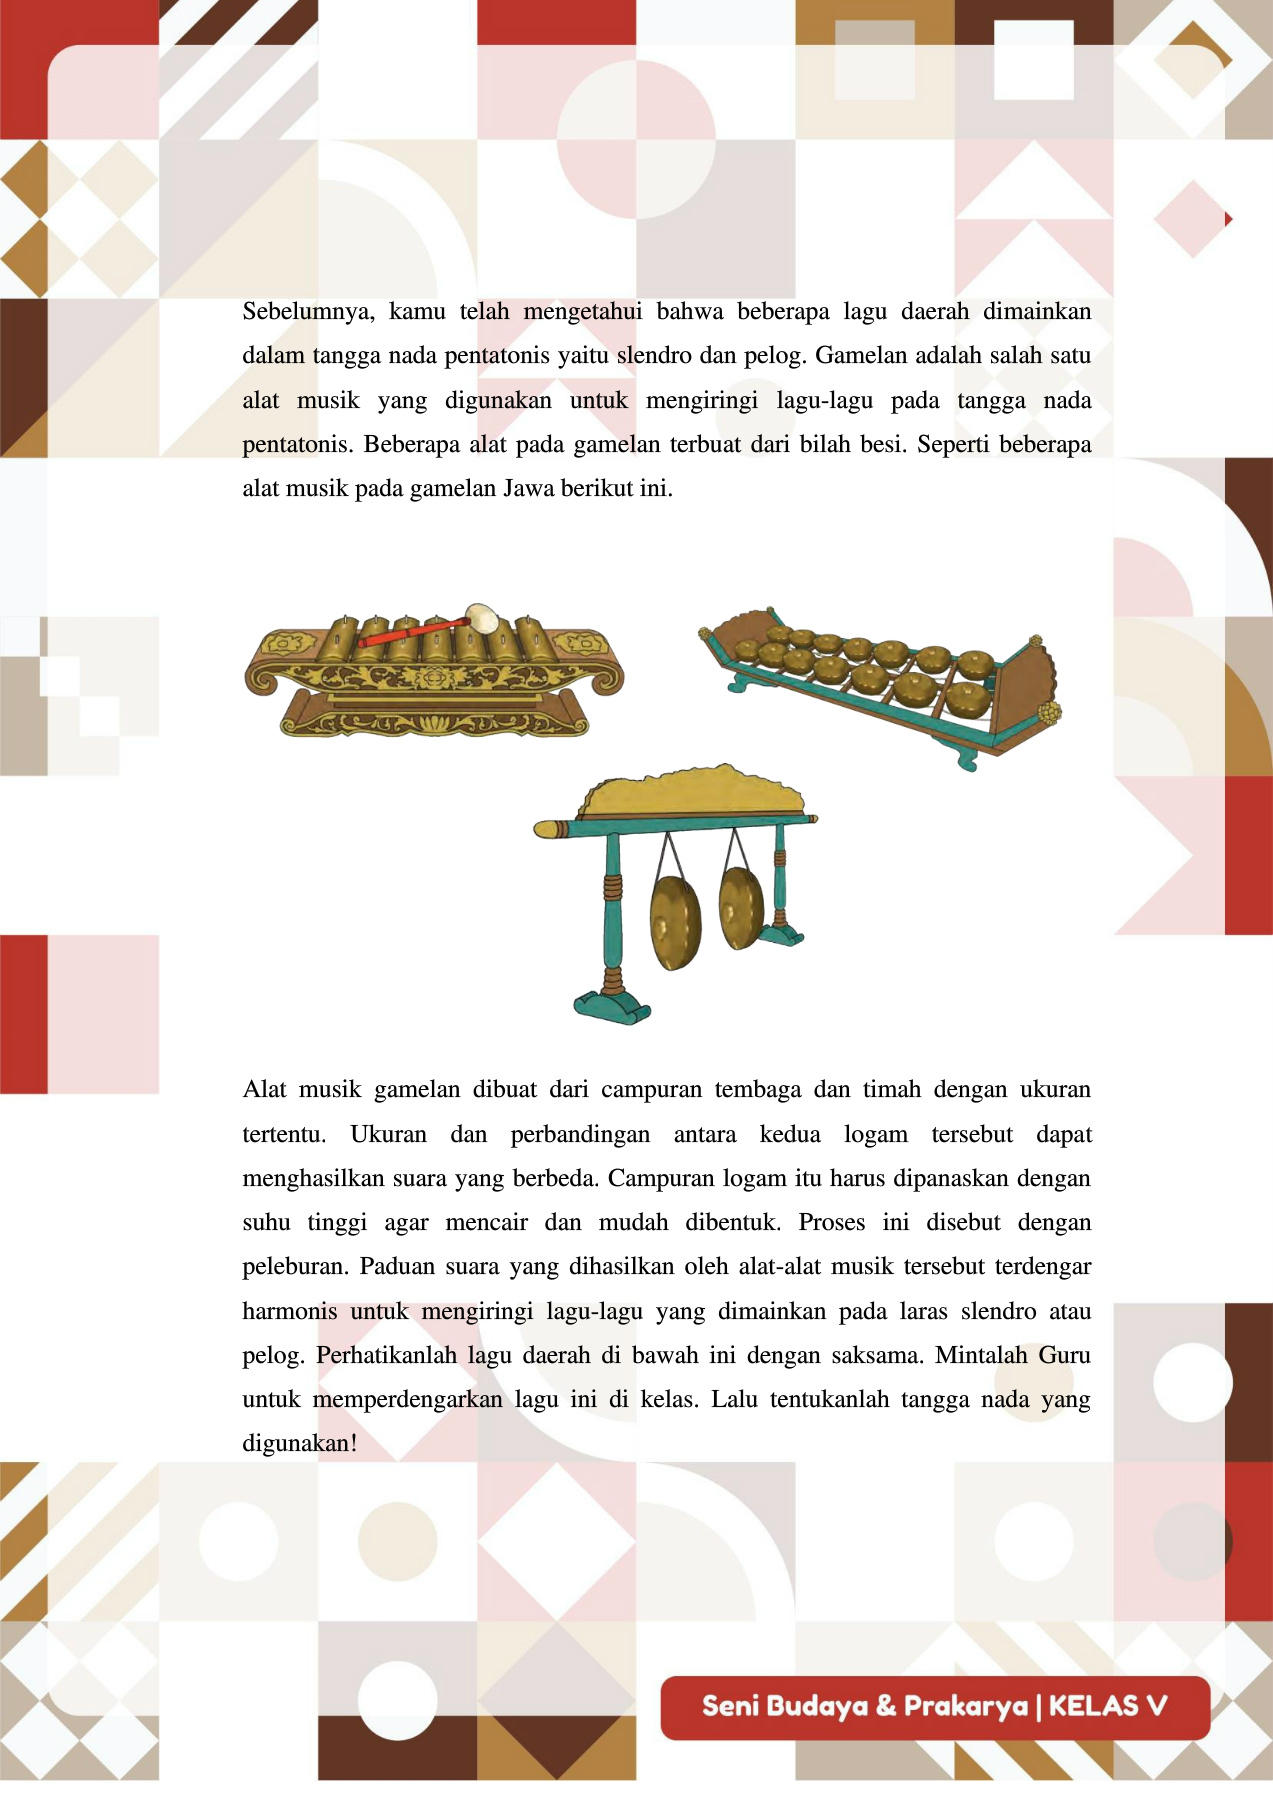 Sebelumnya, kamu telah mengetahui bahwa beberapa lagu daerah dimainkan
dalam tangga nada pentatonis yaitu slendro dan pelog. Gamelan adalah salah satu
alat musik yang digunakan untuk mengiringi lagu-lagu pada tangga nada
pentatonis. Beberapa alat pada gamelan terbuat dari bilah besi. Seperti beberapa
alat musik pada gamelan Jawa berikut ini.
Alat musik gamelan dibuat dari campuran tembaga dan timah dengan ukuran
tertentu. Ukuran dan perbandingan antara kedua logam tersebut dapat
menghasilkan suara yang berbeda. Campuran logam itu harus dipanaskan dengan
suhu tinggi agar mencair dan mudah dibentuk. Proses ini disebut dengan
peleburan. Paduan suara yang dihasilkan oleh alat-alat musik tersebut terdengar
harmonis untuk mengiringi lagu-lagu yang dimainkan pada laras slendro atau
pelog. Perhatikanlah lagu daerah di bawah ini dengan saksama. Mintalah Guru
untuk memperdengarkan lagu ini di kelas. Lalu tentukanlah tangga nada yang
digunakan!
Seni Budaya & Prakarya | KELAS V